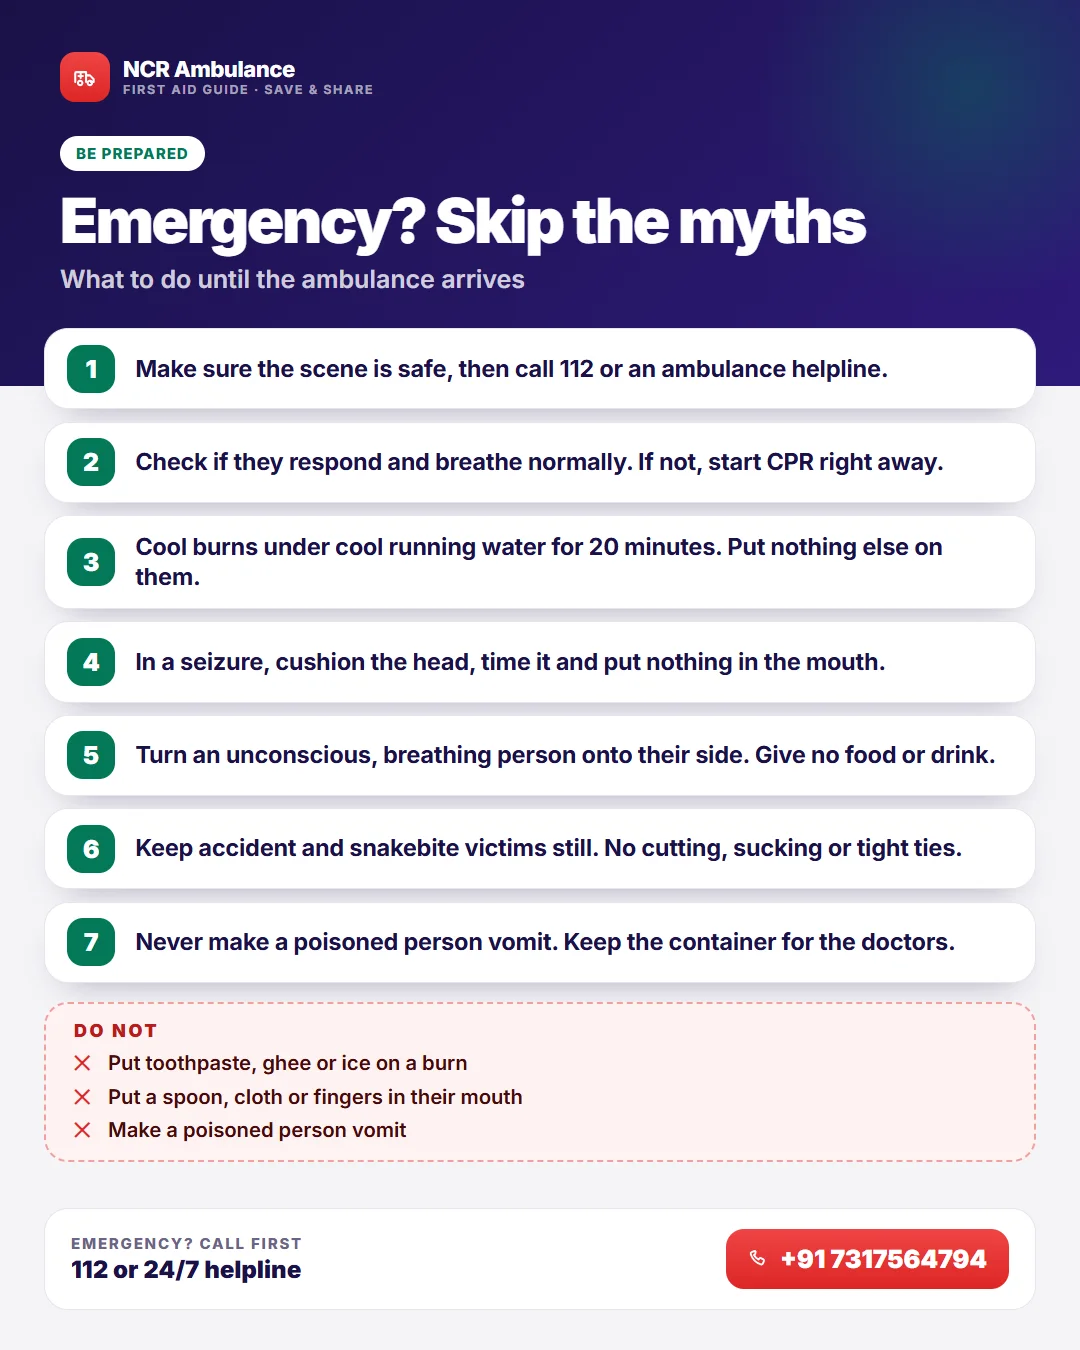 NCR Ambulance
FIRST AID GUIDE · SAVE & SHARE
BE PREPARED
Emergency? Skip the myths
What to do until the ambulance arrives
1 Make sure the scene is safe, then call 112 or an ambulance helpline.
2 Check if they respond and breathe normally. If not, start CPR right away.
3 Cool burns under cool running water for 20 minutes. Put nothing else on
them.
4 In a seizure, cushion the head, time it and put nothing in the mouth.
5 Turn an unconscious, breathing person onto their side. Give no food or drink.
6 Keep accident and snakebite victims still. No cutting, sucking or tight ties.
7 Never make a poisoned person vomit. Keep the container for the doctors.
DO NOT
Put toothpaste, ghee or ice on a burn
Put a spoon, cloth or fingers in their mouth
Make a poisoned person vomit
EMERGENCY? CALL FIRST
112 or 24/7 helpline
+91 7317564794